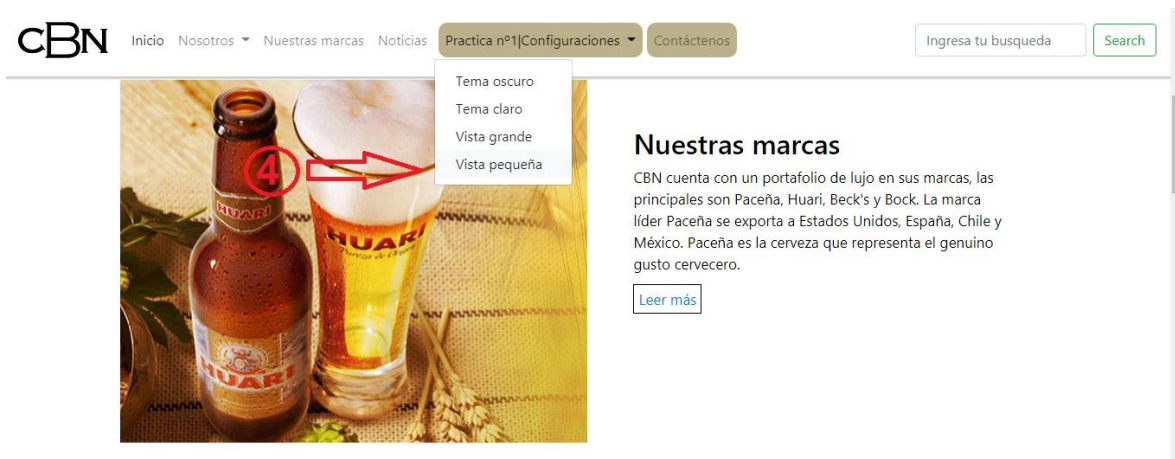 CBN
Inicio Nosotros Nuestras marcas Noticias Practica nº1|Configuraciones Contáctenos Ingresa tu busqueda Search
Tema oscuro
Tema claro
Vista grande
Vista pequeña
4
HUARI
HUARI
Pureza de Origen
HUARI
Nuestras marcas
CBN cuenta con un portafolio de lujo en sus marcas, las
principales son Paceña, Huari, Beck's y Bock. La marca
líder Paceña se exporta a Estados Unidos, España, Chile y
México. Paceña es la cerveza que representa el genuino
gusto cervecero.
Leer más